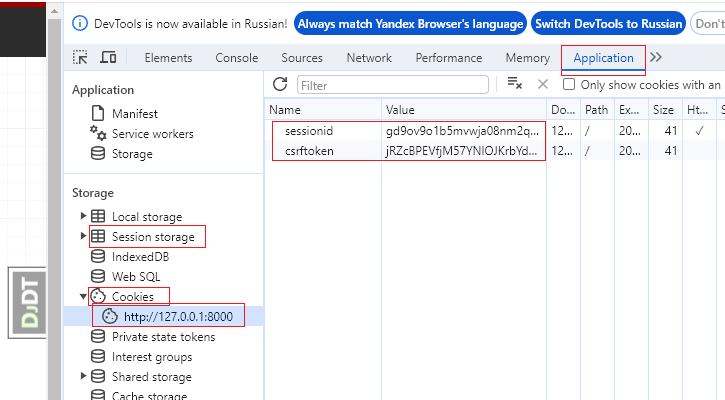 DevTools is now available in Russian! Always match Yandex Browser's language Switch DevTools to Russian Don't
Elements Console Sources Network Performance Memory Application
Application
Manifest
Service workers
Storage
Storage
Local storage
Session storage
IndexedDB
Web SQL
Cookies
http://127.0.0.1:8000
Private state tokens
Interest groups
Shared storage
Cache storage
Filter Only show cookies with an
Name Value Do... Path Ex... Size Ht...
sessionid gd9ov9o1b5mvwja08nm2q... 12... / 20... 41 ✓
csrftoken jRZcBPEVfjM57YNIOJKrbYd... 12... / 20... 41
DJDT